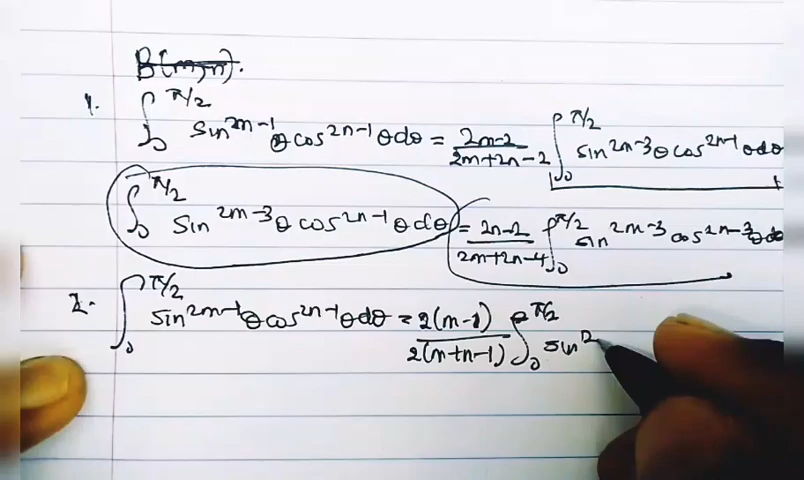 B(m,n).
1. ∫₀^π/2 sin^2m-1 θ cos^2n-1 θ dθ = 2m-2/2m+2n-2 ∫₀^π/2 sin^2m-3 θ cos^2n-1 θ dθ
∫₀^π/2 sin^2m-3 θ cos^2n-1 θ dθ = 2n-2/2m+2n-4 ∫₀^π/2 sin^2m-3 cos^2n-3 θ do
2. ∫₀^π/2 sin^2m-1 θ cos^2n-1 θ dθ = 2(m-1)/2(m+n-1) ∫₀^π/2 sin^2